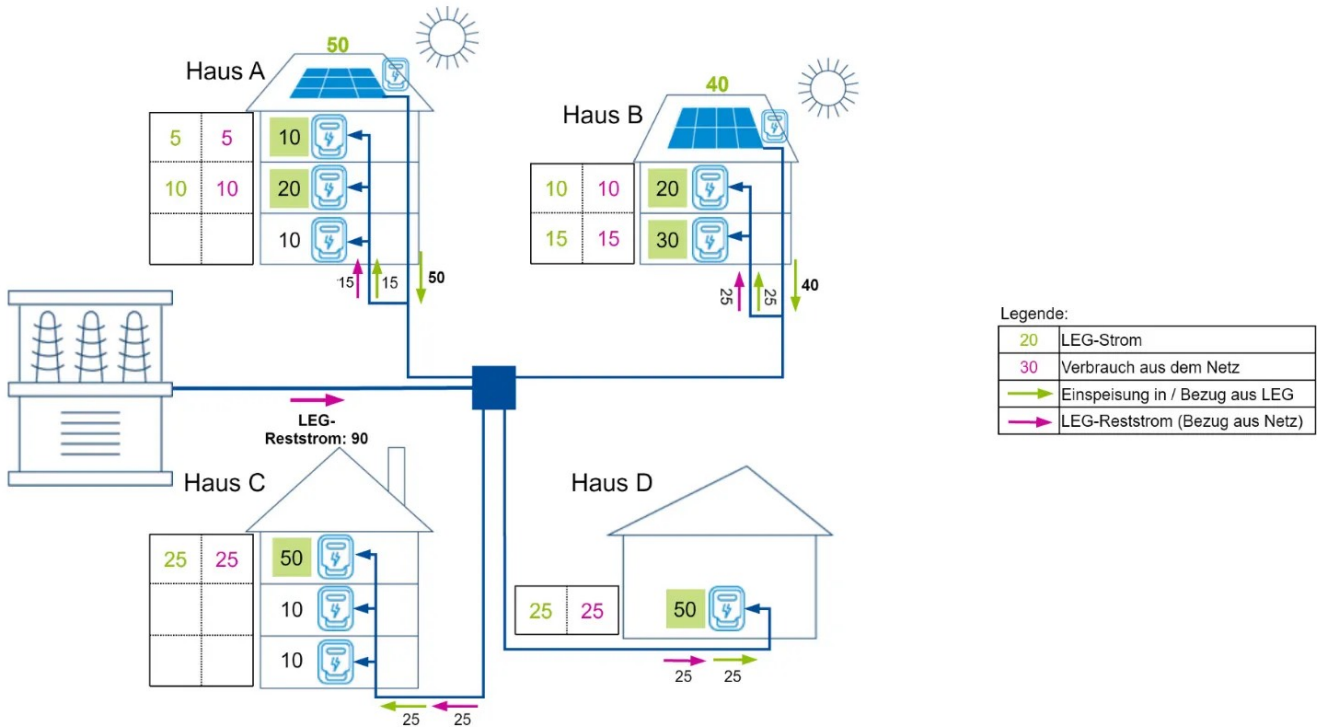 50
Haus A
5 5 10
10 10 20
10
15 15 50
40
Haus B
10 10 20
15 15 30
25 25 40
Legende:
20 LEG-Strom
30 Verbrauch aus dem Netz
Einspeisung in / Bezug aus LEG
LEG-Reststrom (Bezug aus Netz)
LEG-
Reststrom: 90
Haus C
25 25 50
10
10
25 25
Haus D
25 25 50
25 25